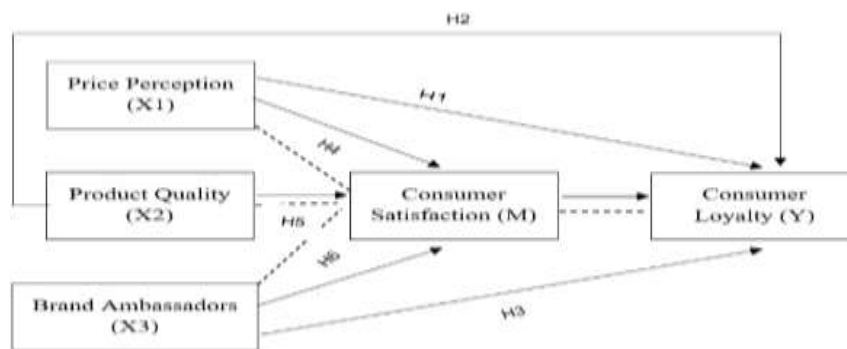 H2
Price Perception
(X1)
H1
H4
Product Quality
(X2)
Consumer
Satisfaction (M)
Consumer
Loyalty (Y)
H5
H6
Brand Ambassadors
(X3)
H3